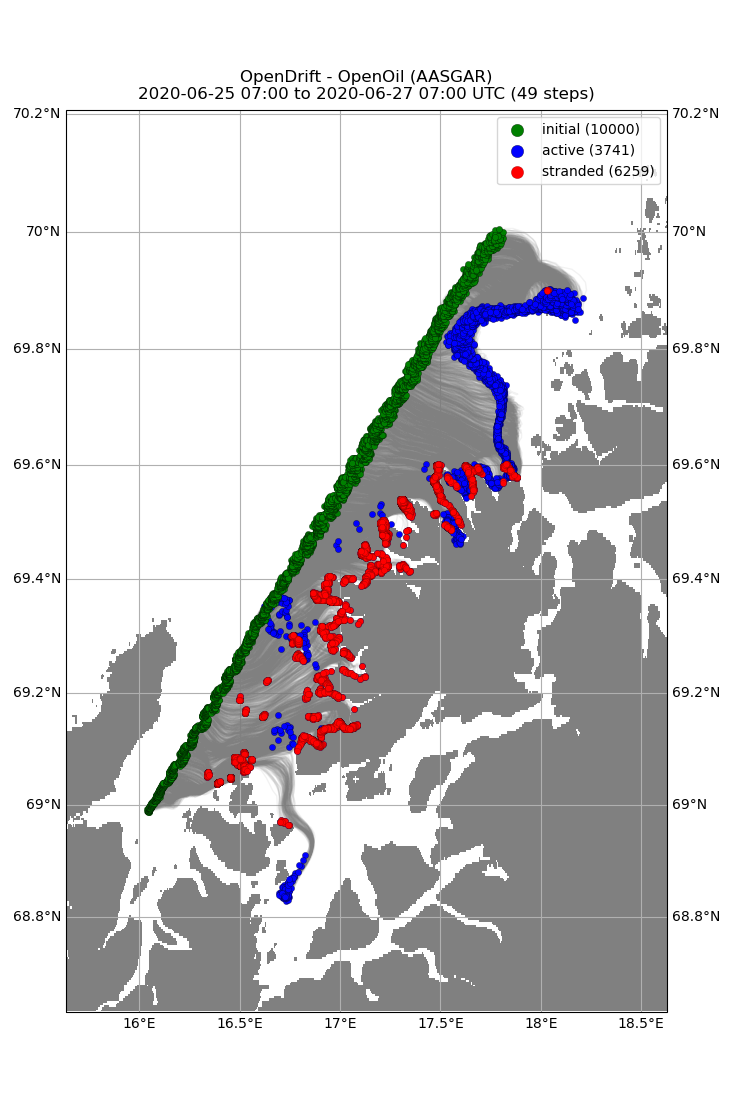 OpenDrift - OpenOil (AASGAR)
2020-06-25 07:00 to 2020-06-27 07:00 UTC (49 steps)
70.2°N 70.2°N
initial (10000)
active (3741)
stranded (6259)
70°N 70°N
69.8°N 69.8°N
69.6°N 69.6°N
69.4°N 69.4°N
69.2°N 69.2°N
69°N 69°N
68.8°N 68.8°N
16°E 16.5°E 17°E 17.5°E 18°E 18.5°E